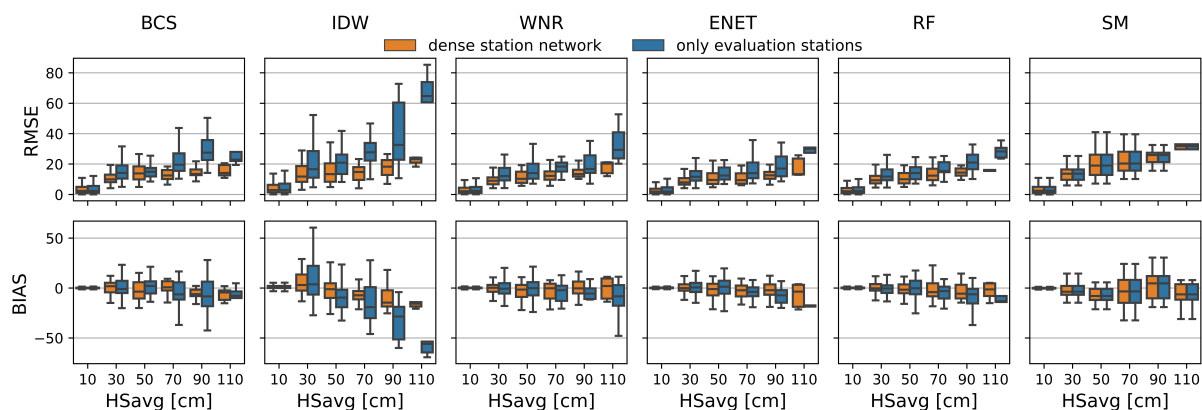 BCS IDW WNR ENET RF SM
dense station network only evaluation stations
RMSE
80
60
40
20
0
BIAS
50
0
−50
10 30 50 70 90 110 10 30 50 70 90 110 10 30 50 70 90 110 10 30 50 70 90 110 10 30 50 70 90 110 10 30 50 70 90 110
HSavg [cm] HSavg [cm] HSavg [cm] HSavg [cm] HSavg [cm] HSavg [cm]